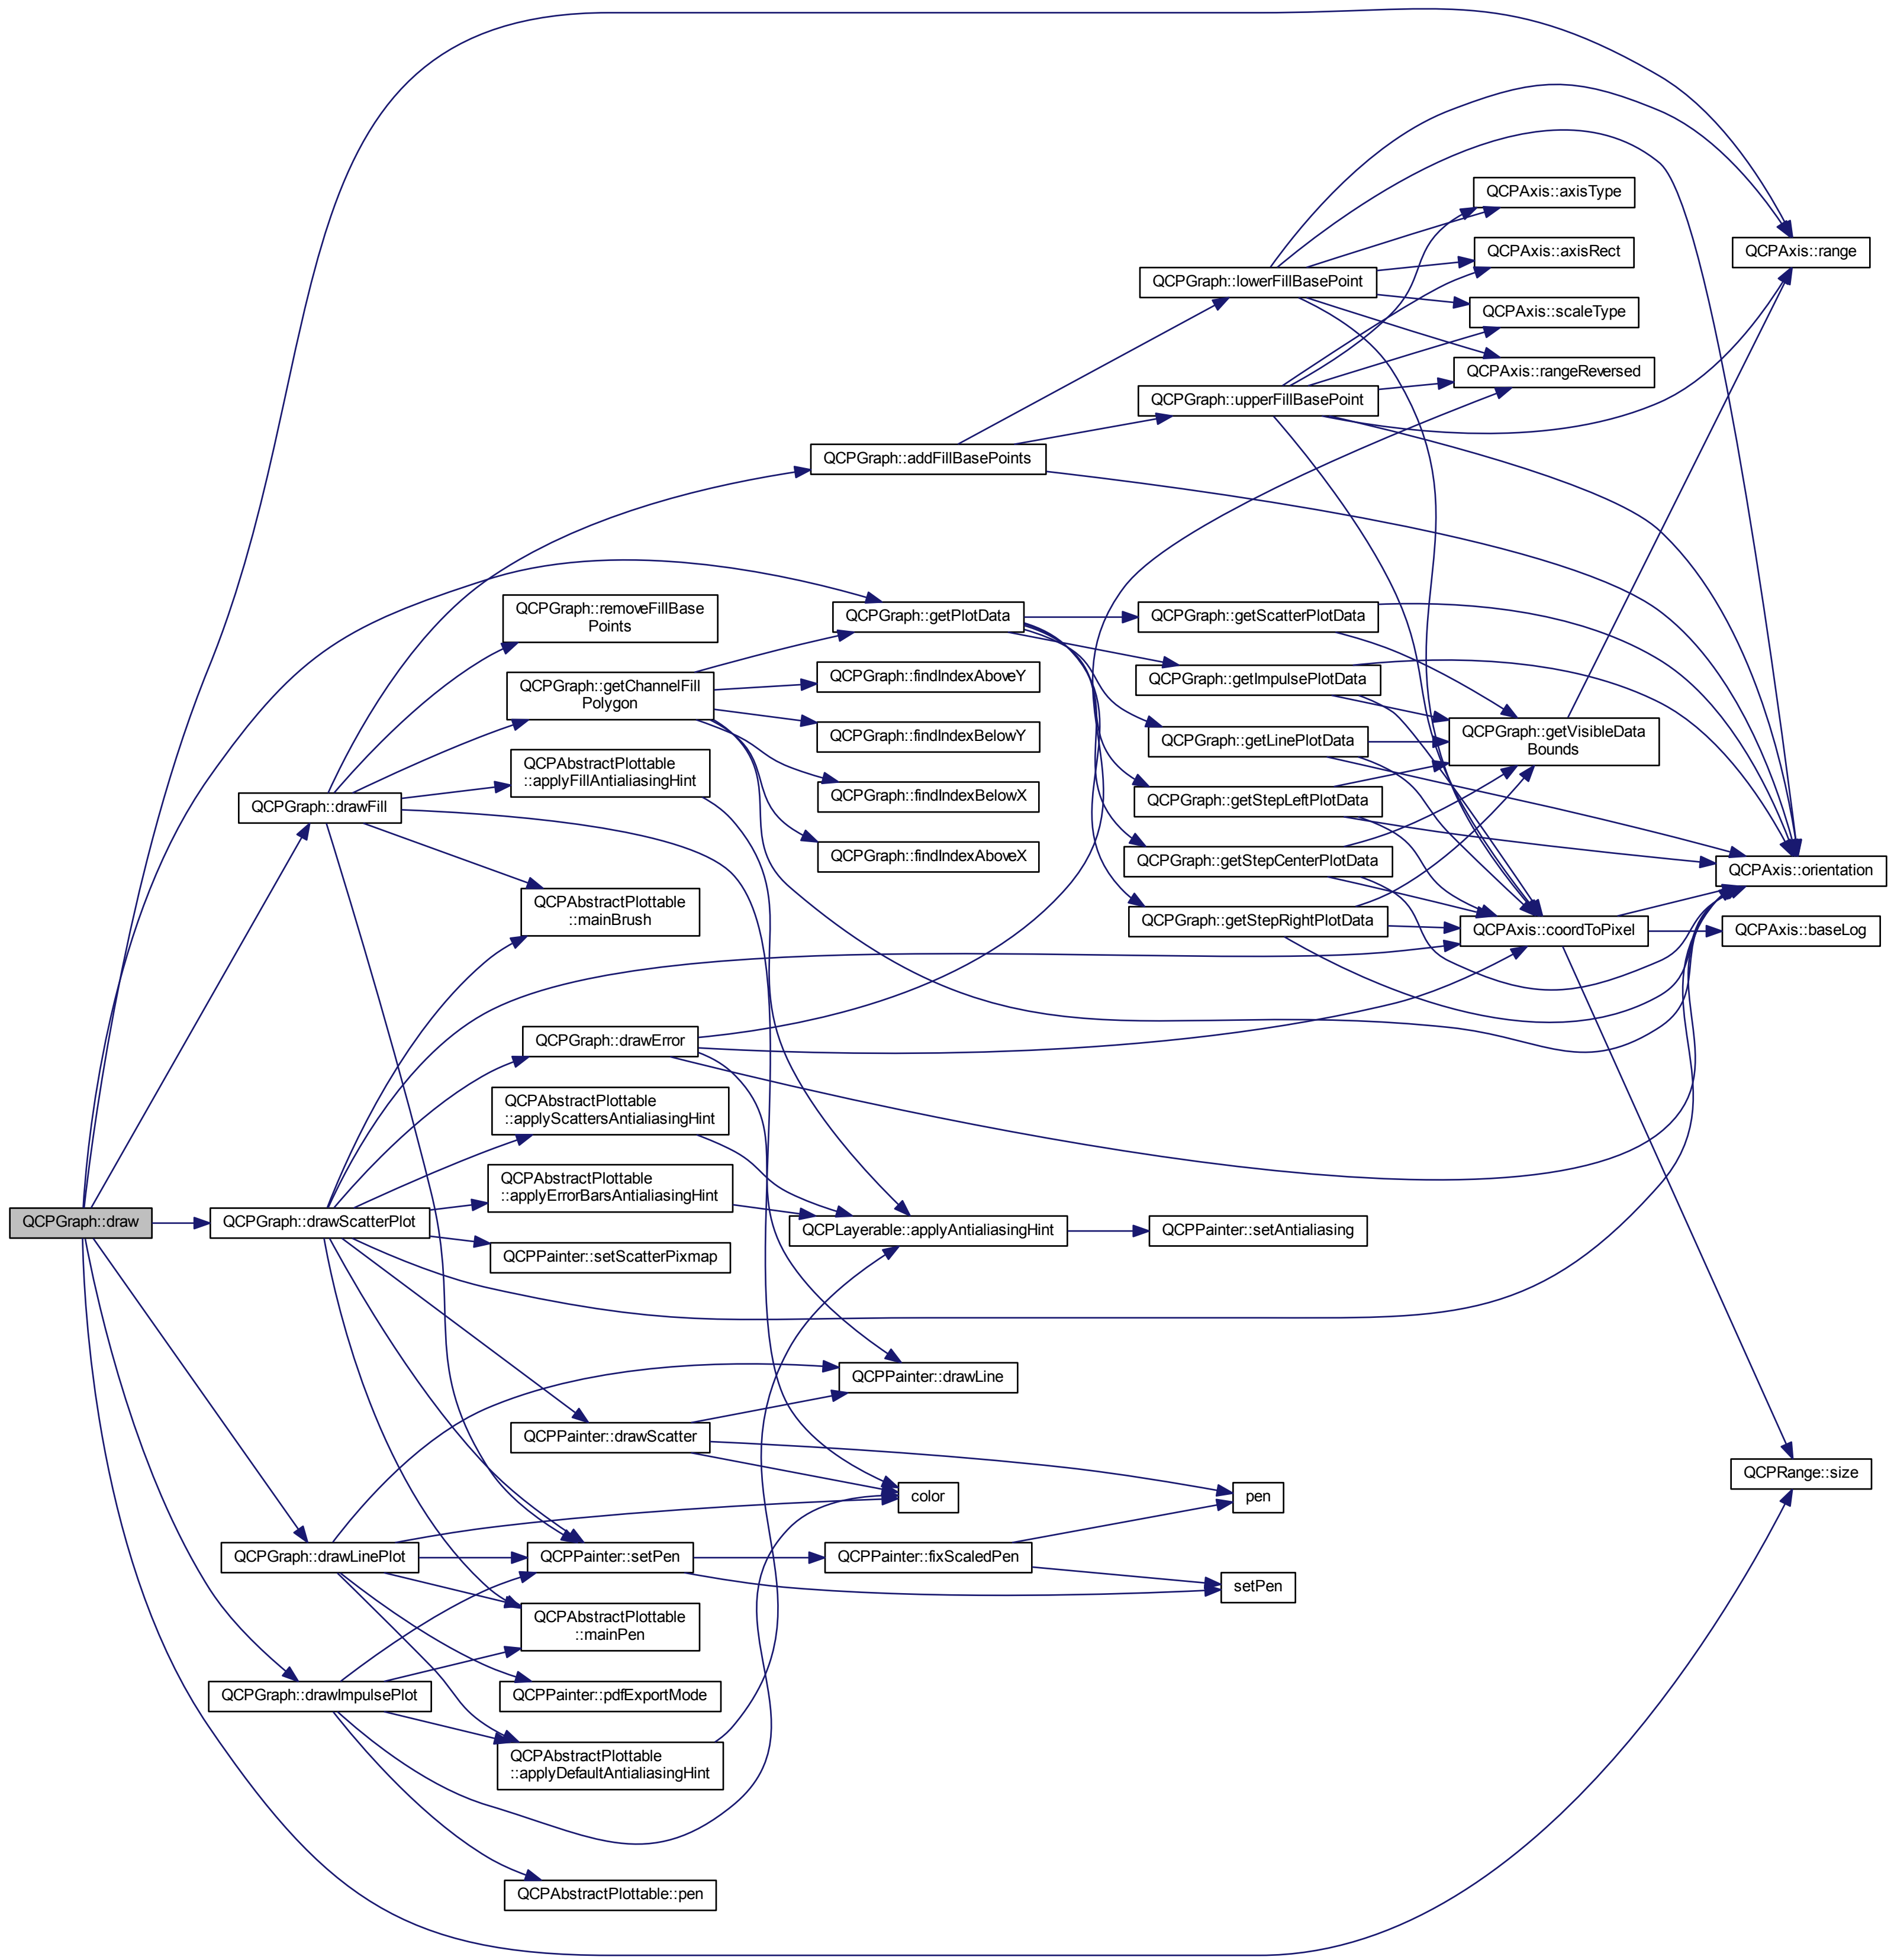 QCPAxis::axisType
QCPAxis::axisRect
QCPAxis::range
QCPGraph::lowerFillBasePoint
QCPAxis::scaleType
QCPAxis::rangeReversed
QCPGraph::upperFillBasePoint
QCPGraph::addFillBasePoints
QCPGraph::removeFillBase
Points
QCPGraph::getPlotData
QCPGraph::getScatterPlotData
QCPGraph::getChannelFill
Polygon
QCPGraph::findIndexAboveY
QCPGraph::getImpulsePlotData
QCPGraph::findIndexBelowY
QCPGraph::getLinePlotData
QCPGraph::getVisibleData
Bounds
QCPAbstractPlottable
::applyFillAntialiasingHint
QCPGraph::findIndexBelowX
QCPGraph::getStepLeftPlotData
QCPGraph::drawFill
QCPGraph::findIndexAboveX
QCPGraph::getStepCenterPlotData
QCPAxis::orientation
QCPAbstractPlottable
::mainBrush
QCPGraph::getStepRightPlotData
QCPAxis::coordToPixel
QCPAxis::baseLog
QCPGraph::drawError
QCPAbstractPlottable
::applyScattersAntialiasingHint
QCPAbstractPlottable
::applyErrorBarsAntialiasingHint
QCPGraph::draw
QCPGraph::drawScatterPlot
QCPLayerable::applyAntialiasingHint
QCPPainter::setAntialiasing
QCPPainter::setScatterPixmap
QCPPainter::drawLine
QCPPainter::drawScatter
QCPRange::size
color
pen
QCPGraph::drawLinePlot
QCPPainter::setPen
QCPPainter::fixScaledPen
setPen
QCPAbstractPlottable
::mainPen
QCPGraph::drawImpulsePlot
QCPPainter::pdfExportMode
QCPAbstractPlottable
::applyDefaultAntialiasingHint
QCPAbstractPlottable::pen